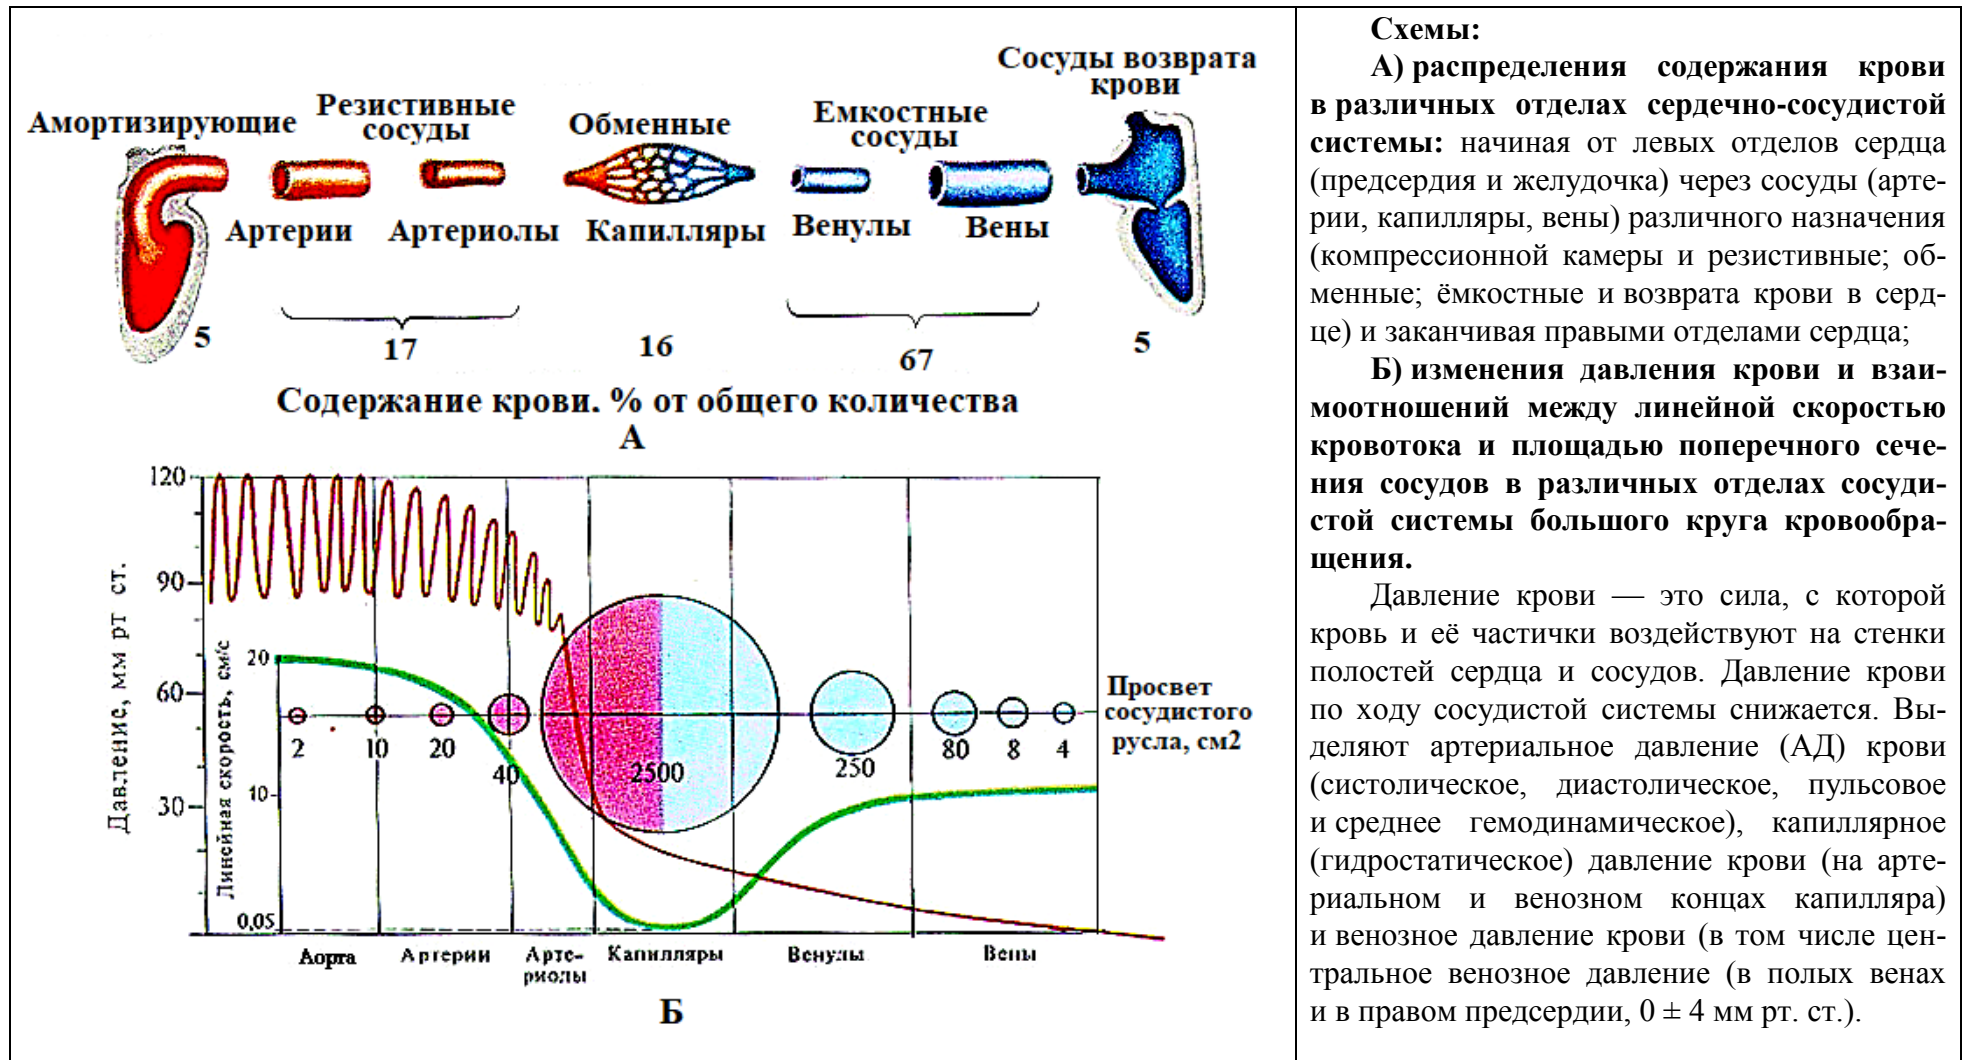 Сосуды возврата
крови
Резистивные
сосуды
Емкостные
сосуды
Амортизирующие
Обменные
Артерии
Артериолы
Капилляры
Венулы
Вены
5
17
16
67
5
Содержание крови. % от общего количества
А
Давление, мм рт ст.
120
90
60
30
Линейная скорость, см/с
20
10
0,05
2
10
20
40
2500
250
80
8
4
Просвет
сосудистого
русла, см2
Аорта
Артерии
Арте-
риолы
Капилляры
Венулы
Вены
Б
Схемы:
А) распределения содержания крови
в различных отделах сердечно-сосудистой
системы: начиная от левых отделов сердца
(предсердия и желудочка) через сосуды (арте-
рии, капилляры, вены) различного назначения
(компрессионной камеры и резистивные; об-
менные; ёмкостные и возврата крови в серд-
це) и заканчивая правыми отделами сердца;
Б) изменения давления крови и взаи-
моотношений между линейной скоростью
кровотока и площадью поперечного сече-
ния сосудов в различных отделах сосуди-
стой системы большого круга кровообра-
щения.
Давление крови — это сила, с которой
кровь и её частички воздействуют на стенки
полостей сердца и сосудов. Давление крови
по ходу сосудистой системы снижается. Вы-
деляют артериальное давление (АД) крови
(систолическое, диастолическое, пульсовое
и среднее гемодинамическое), капиллярное
(гидростатическое) давление крови (на арте-
риальном и венозном концах капилляра)
и венозное давление крови (в том числе цен-
тральное венозное давление (в полых венах
и в правом предсердии, 0 ± 4 мм рт. ст.).